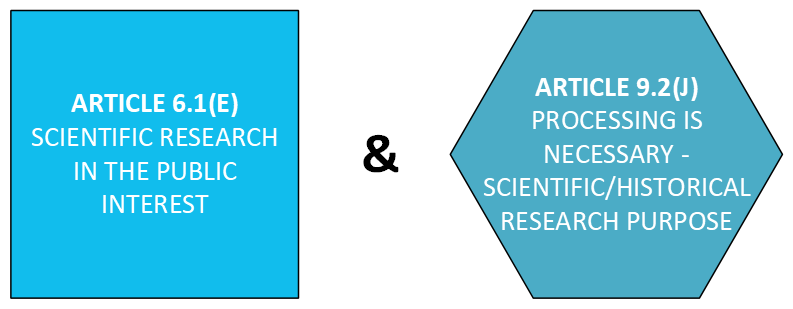 ARTICLE 6.1(E)
SCIENTIFIC RESEARCH
IN THE PUBLIC
INTEREST
&
ARTICLE 9.2(J)
PROCESSING IS
NECESSARY -
SCIENTIFIC/HISTORICAL
RESEARCH PURPOSE